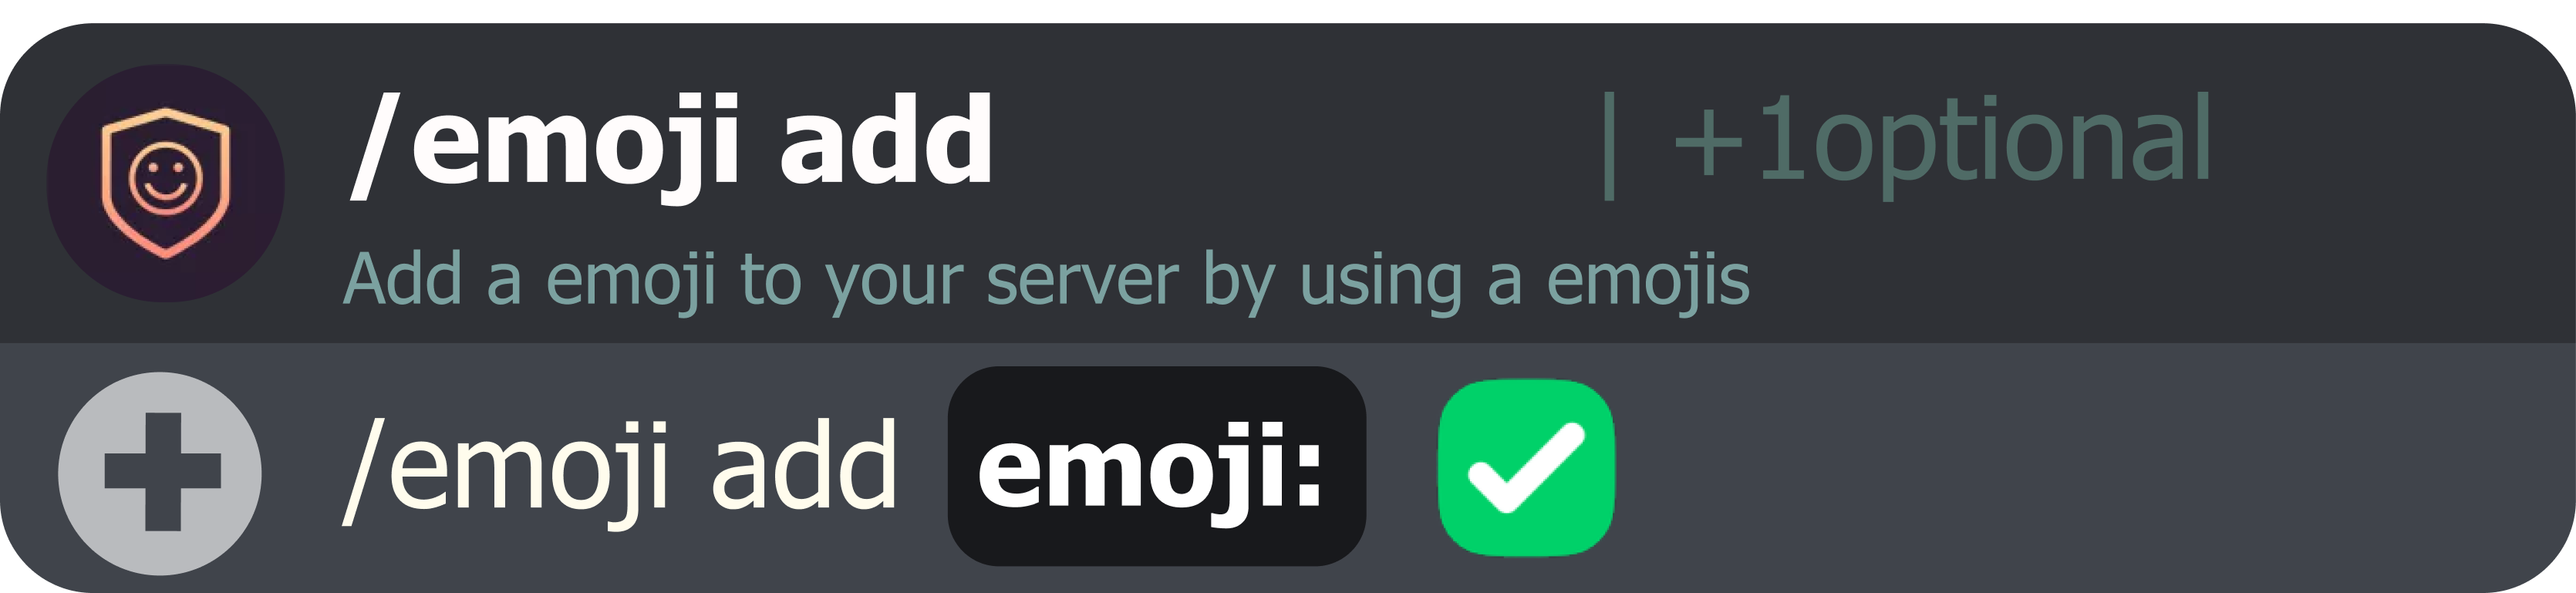 /emoji add | +1optional
Add a emoji to your server by using a emojis
/emoji add emoji: